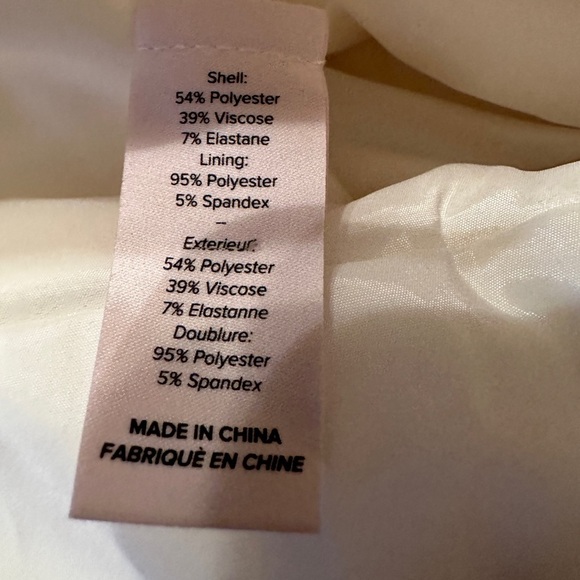 Shell:
54% Polyester
39% Viscose
7% Elastane
Lining:
95% Polyester
5% Spandex
–
Exterieur:
54% Polyester
39% Viscose
7% Elastanne
Doublure:
95% Polyester
5% Spandex
MADE IN CHINA
FABRIQUÈ EN CHINE